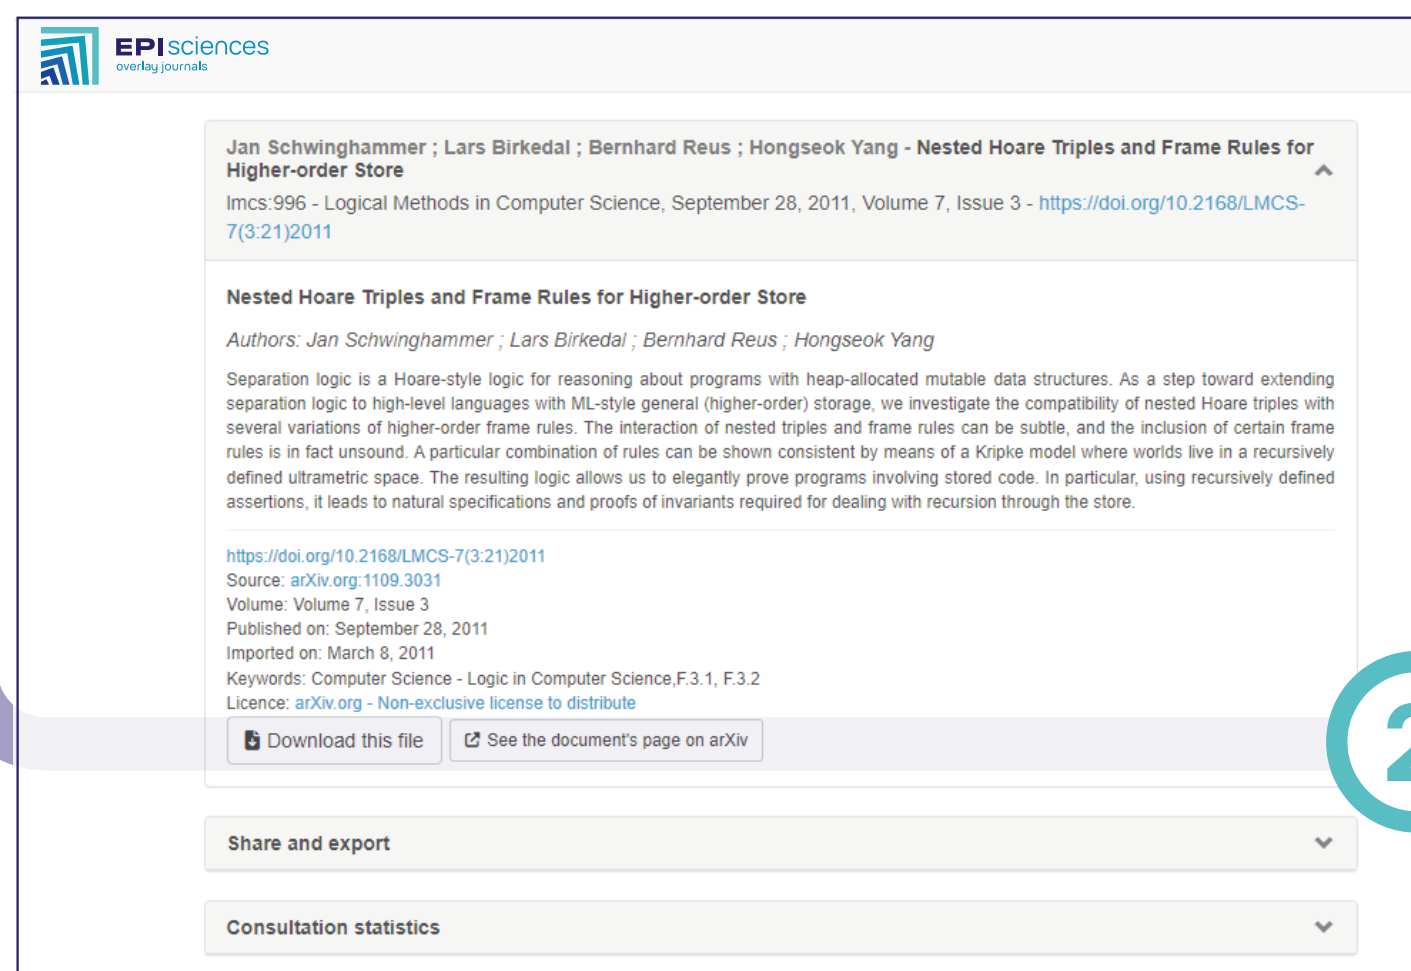 EPIsciences
overlay journals
Jan Schwinghammer ; Lars Birkedal ; Bernhard Reus ; Hongseok Yang - Nested Hoare Triples and Frame Rules for
Higher-order Store
lmcs:996 - Logical Methods in Computer Science, September 28, 2011, Volume 7, Issue 3 - https://doi.org/10.2168/LMCS-
7(3:21)2011
Nested Hoare Triples and Frame Rules for Higher-order Store
Authors: Jan Schwinghammer ; Lars Birkedal ; Bernhard Reus ; Hongseok Yang
Separation logic is a Hoare-style logic for reasoning about programs with heap-allocated mutable data structures. As a step toward extending
separation logic to high-level languages with ML-style general (higher-order) storage, we investigate the compatibility of nested Hoare triples with
several variations of higher-order frame rules. The interaction of nested triples and frame rules can be subtle, and the inclusion of certain frame
rules is in fact unsound. A particular combination of rules can be shown consistent by means of a Kripke model where worlds live in a recursively
defined ultrametric space. The resulting logic allows us to elegantly prove programs involving stored code. In particular, using recursively defined
assertions, it leads to natural specifications and proofs of invariants required for dealing with recursion through the store.
https://doi.org/10.2168/LMCS-7(3:21)2011
Source: arXiv.org:1109.3031
Volume: Volume 7, Issue 3
Published on: September 28, 2011
Imported on: March 8, 2011
Keywords: Computer Science - Logic in Computer Science,F.3.1, F.3.2
Licence: arXiv.org - Non-exclusive license to distribute
Download this file
See the document's page on arXiv
2
Share and export
Consultation statistics